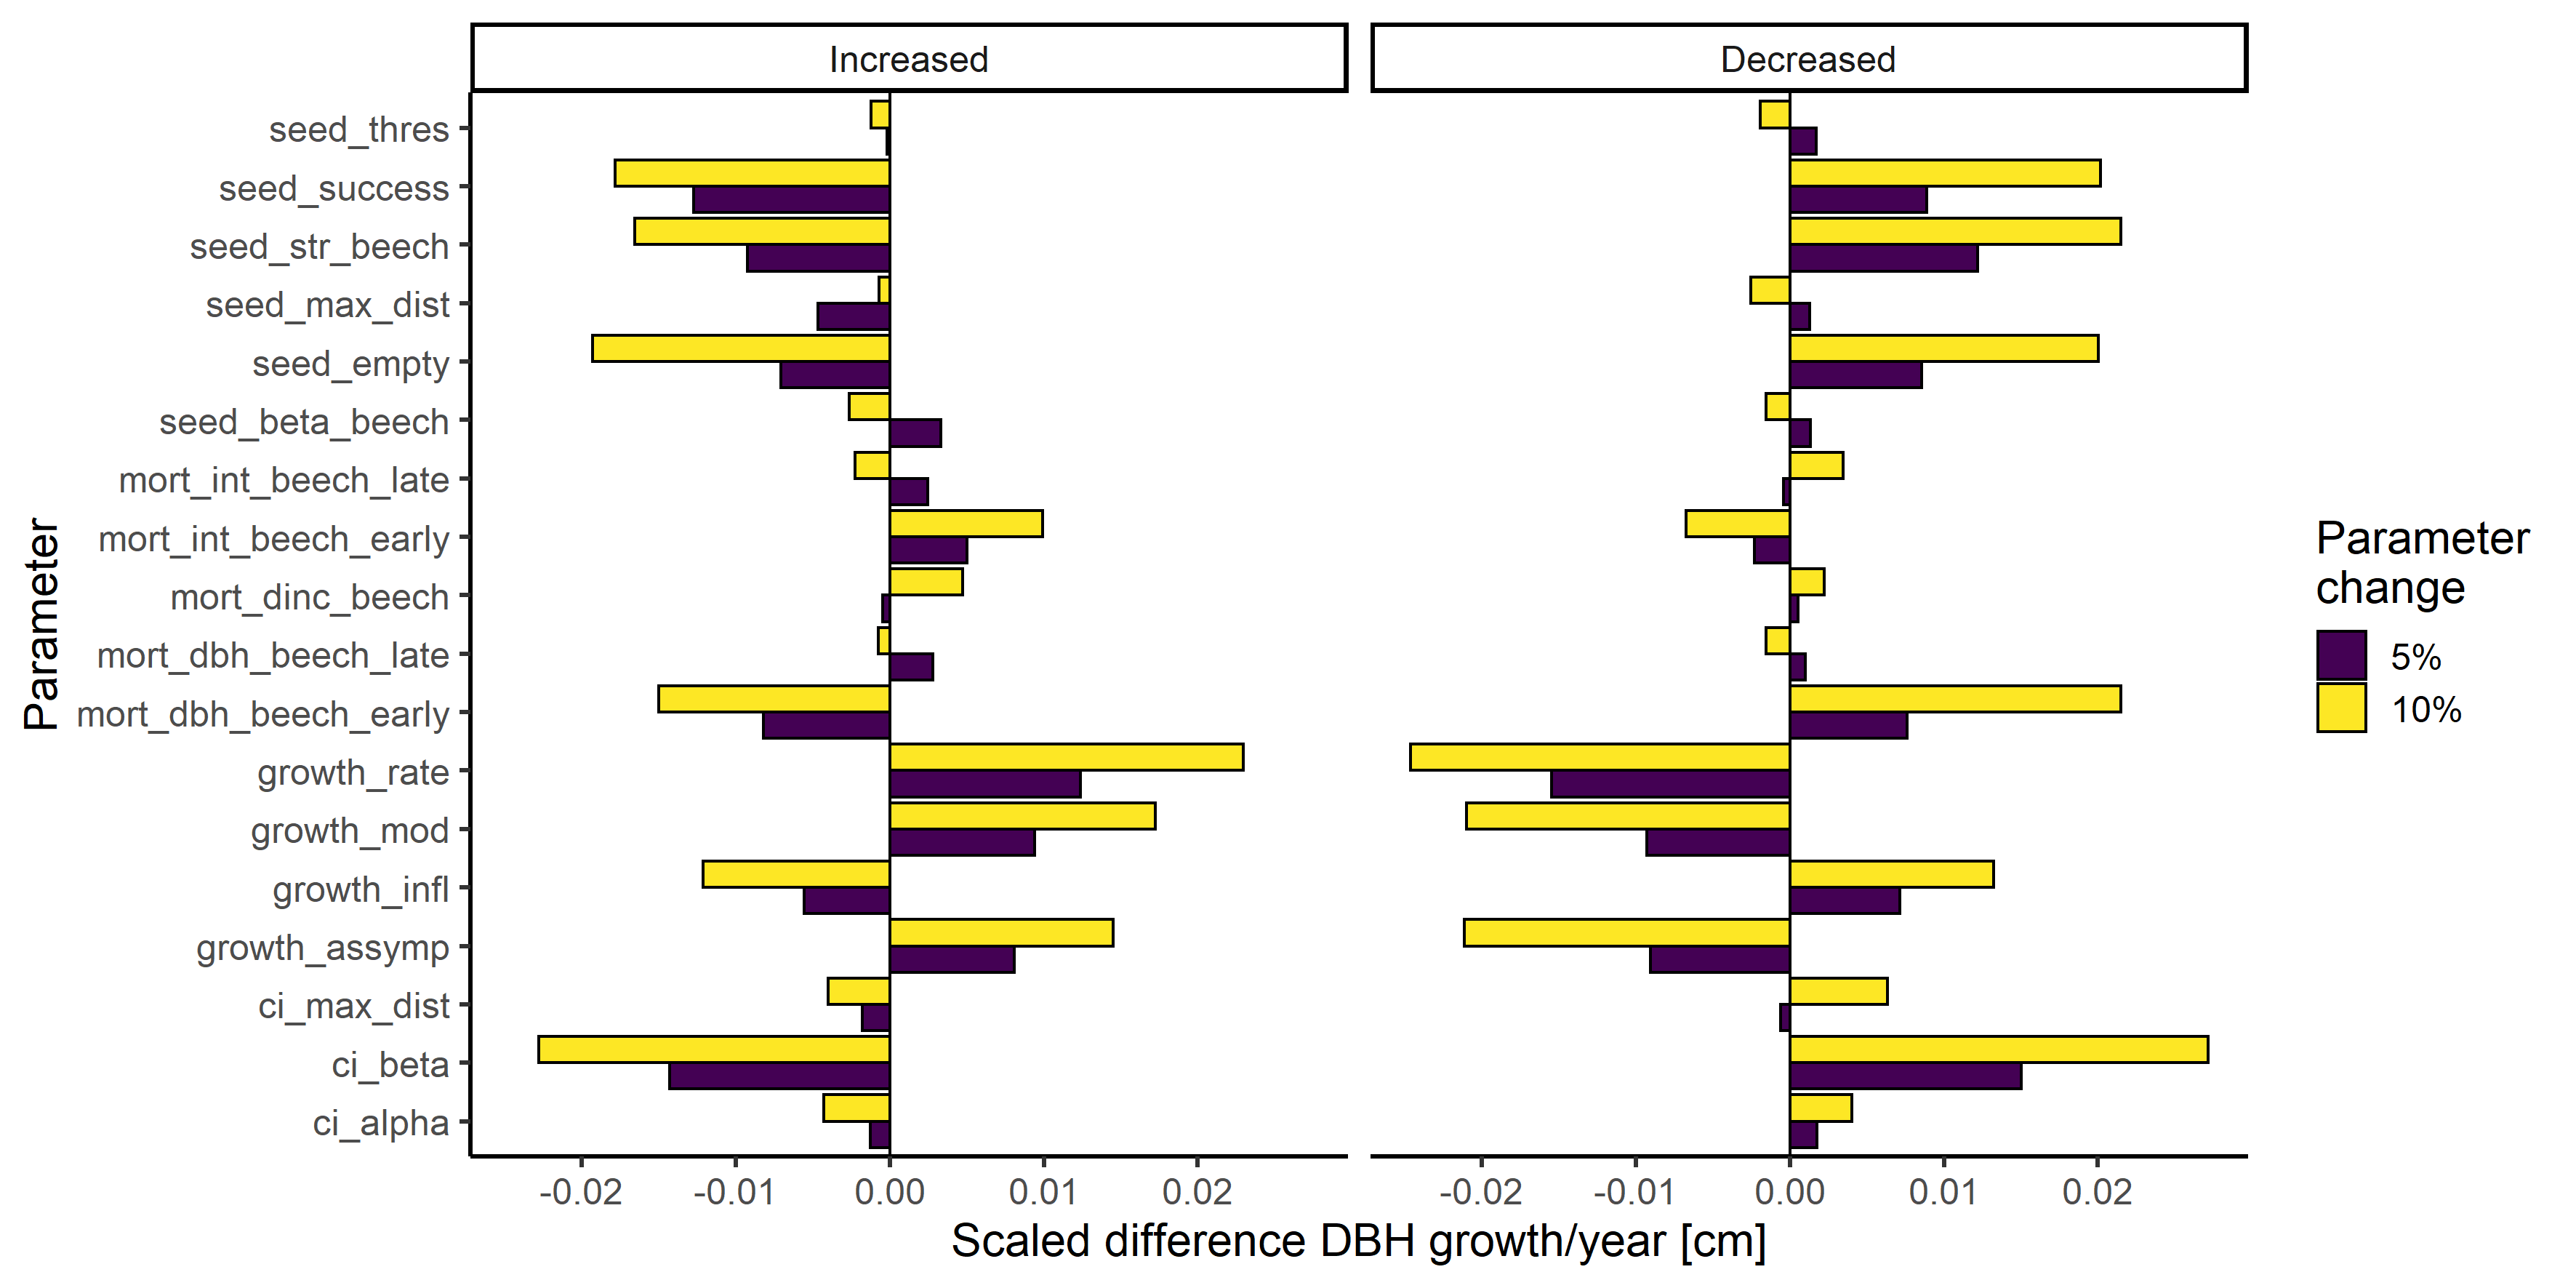 Increased
Decreased
seed_thres
seed_success
seed_str_beech
seed_max_dist
seed_empty
seed_beta_beech
mort_int_beech_late
mort_int_beech_early
mort_dinc_beech
mort_dbh_beech_late
mort_dbh_beech_early
growth_rate
growth_mod
growth_infl
growth_assymp
ci_max_dist
ci_beta
ci_alpha
Parameter
-0.02 -0.01 0.00 0.01 0.02
-0.02 -0.01 0.00 0.01 0.02
Scaled difference DBH growth/year [cm]
Parameter
change
5%
10%